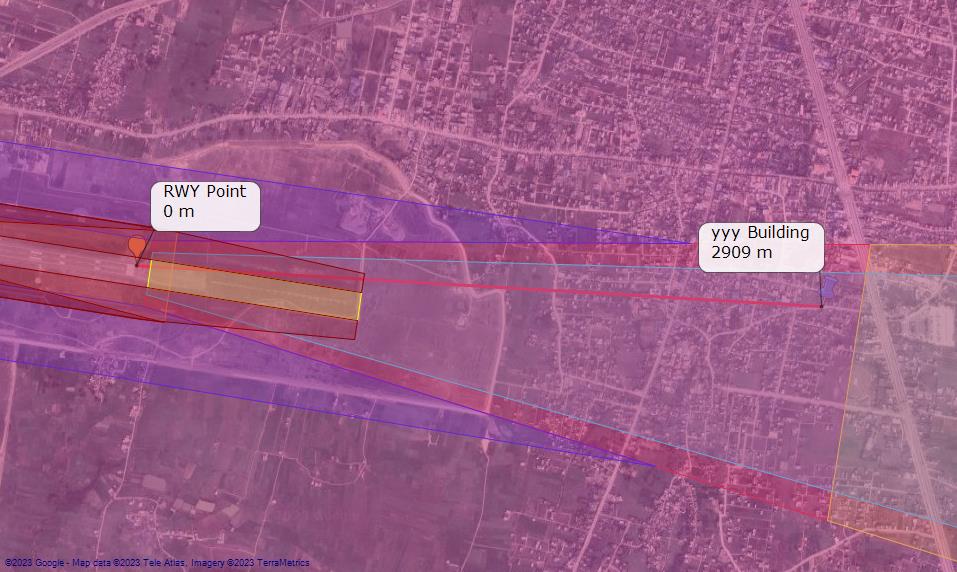 RWY Point
0 m
yyy Building
2909 m
©2023 Google - Map data ©2023 Tele Atlas, Imagery ©2023 TerraMetrics